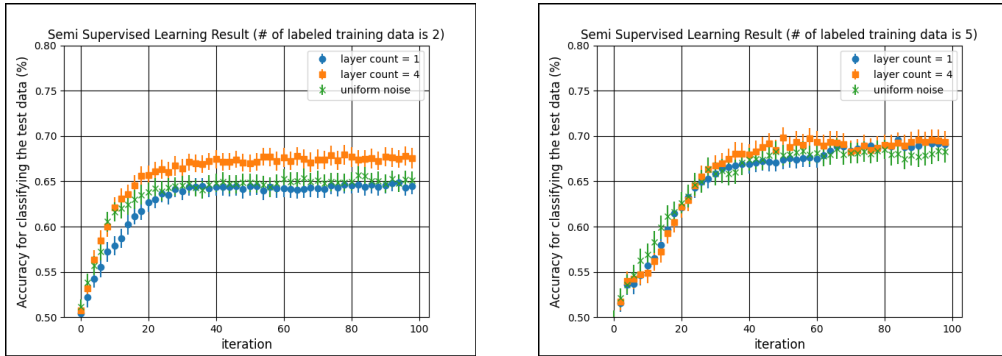 Semi Supervised Learning Result (# of labeled training data is 2)
Accuracy for classifying the test data (%)
0.80
0.75
0.70
0.65
0.60
0.55
0.50
layer count = 1
layer count = 4
uniform noise
0 20 40 60 80 100
iteration
Semi Supervised Learning Result (# of labeled training data is 5)
Accuracy for classifying the test data (%)
0.80
0.75
0.70
0.65
0.60
0.55
0.50
layer count = 1
layer count = 4
uniform noise
0 20 40 60 80 100
iteration